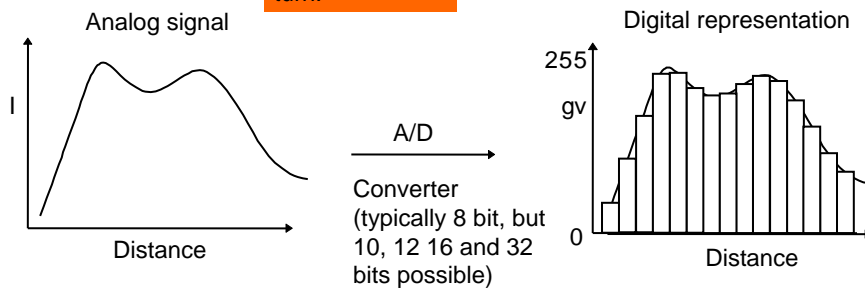 Analog signal
I
Distance
A/D
Converter
(typically 8 bit, but
10, 12 16 and 32
bits possible)
Digital representation
255
gv
0
Distance